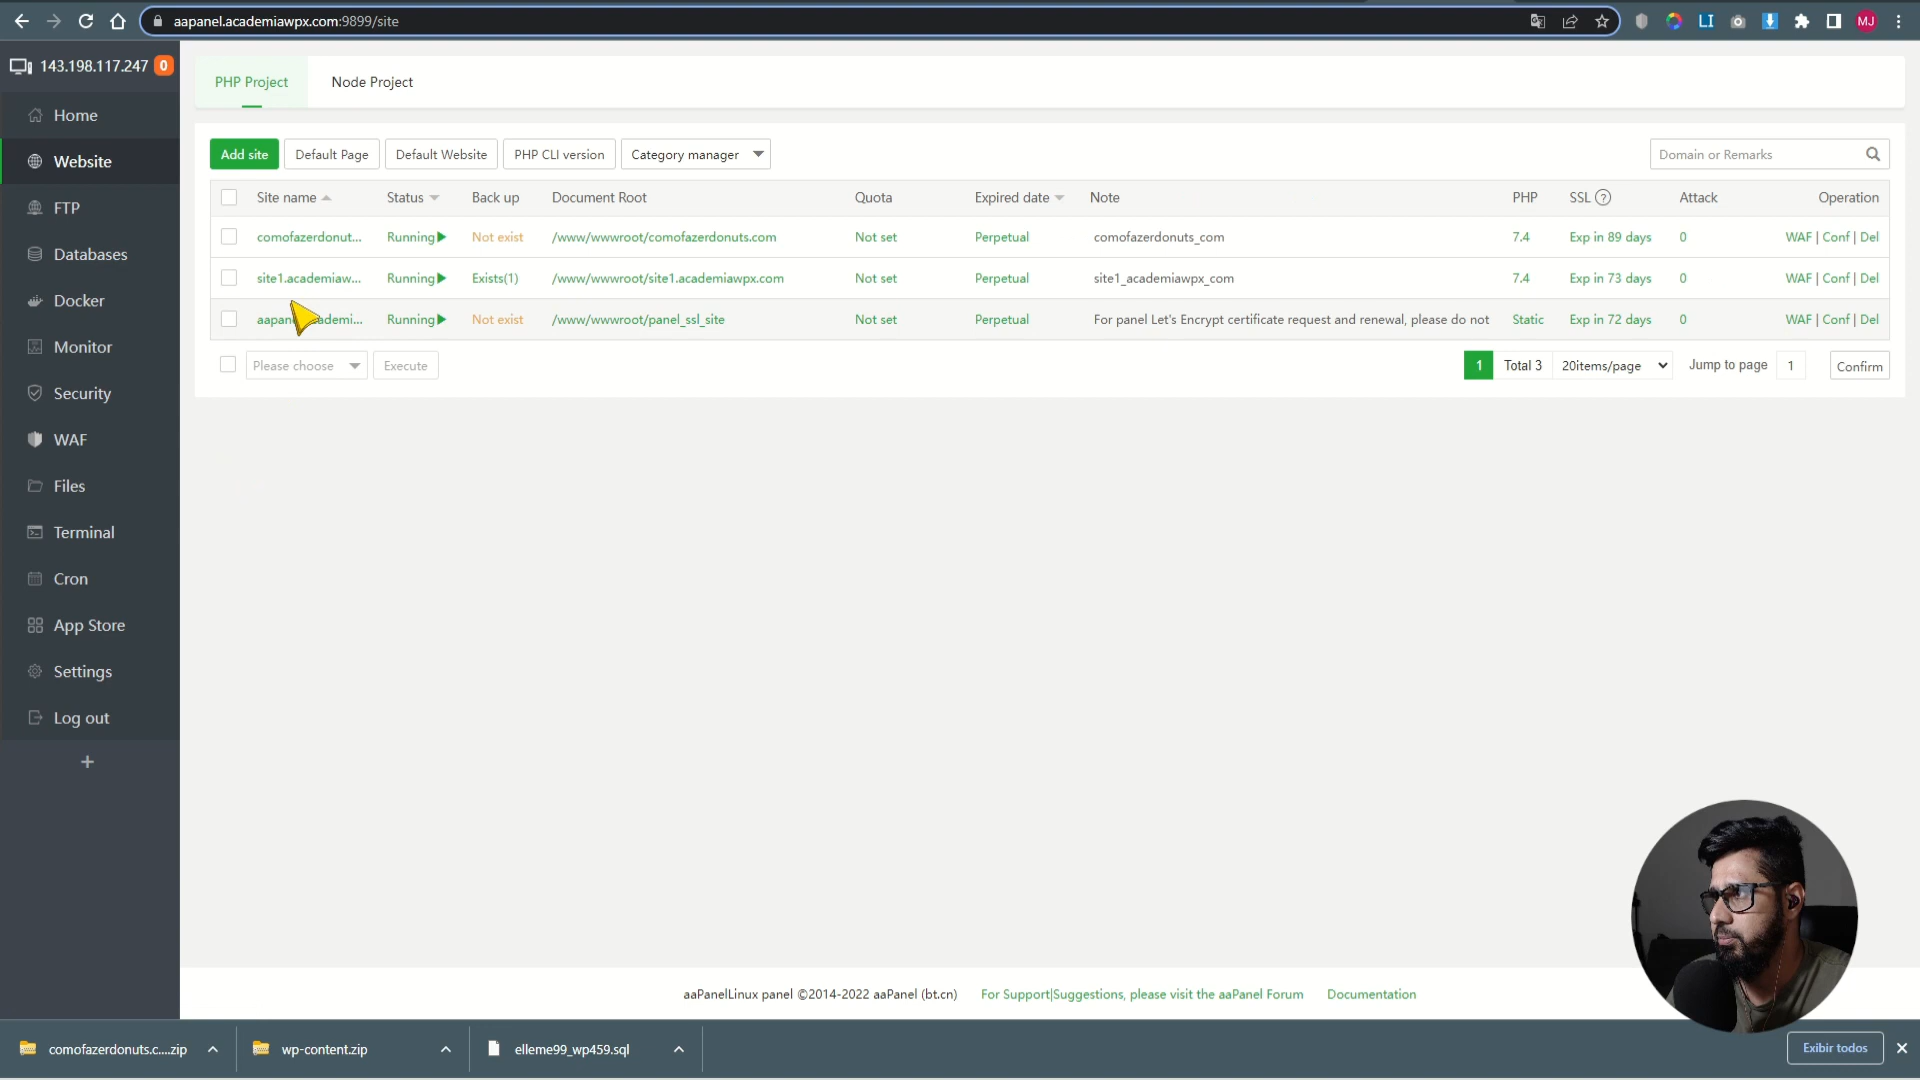 aapanel.academiawpx.com:9899/site
LI
MJ
143.198.117.247 0
Home
Website
FTP
Databases
Docker
Monitor
Security
WAF
Files
Terminal
Cron
App Store
Settings
Log out
+
PHP Project Node Project
Add site Default Page Default Website PHP CLI version Category manager Domain or Remarks
Site name Status Back up Document Root Quota Expired date Note PHP SSL ? Attack Operation
comofazerdonut... Running Not exist /www/wwwroot/comofazerdonuts.com Not set Perpetual comofazerdonuts_com 7.4 Exp in 89 days 0 WAF | Conf | Del
site1.academiaw... Running Exists(1) /www/wwwroot/site1.academiawpx.com Not set Perpetual site1_academiawpx_com 7.4 Exp in 73 days 0 WAF | Conf | Del
Running Not exist /www/wwwroot/panel_ssl_site Not set Perpetual For panel Let's Encrypt certificate request and renewal, please do not Static Exp in 72 days 0 WAF | Conf | Del
Please choose Execute 1 Total 3 20items/page Jump to page 1 Confirm
aaPanelLinux panel ©2014-2022 aaPanel (bt.cn) For Support|Suggestions, please visit the aaPanel Forum Documentation
comofazerdonuts.c....zip wp-content.zip elleme99_wp459.sql Exibir todos